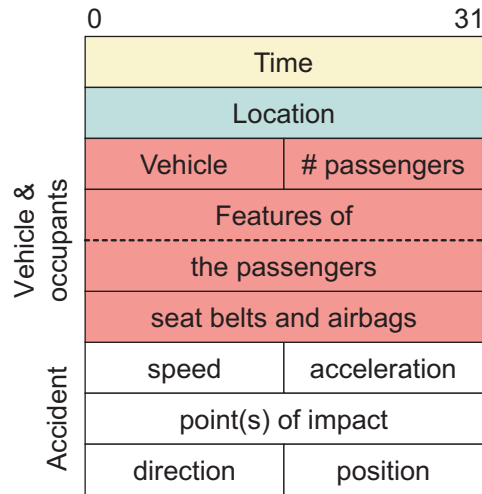 0 31
Time
Location
Vehicle # passengers
Features of
the passengers
seat belts and airbags
Vehicle &
occupants
speed acceleration
point(s) of impact
direction position
Accident